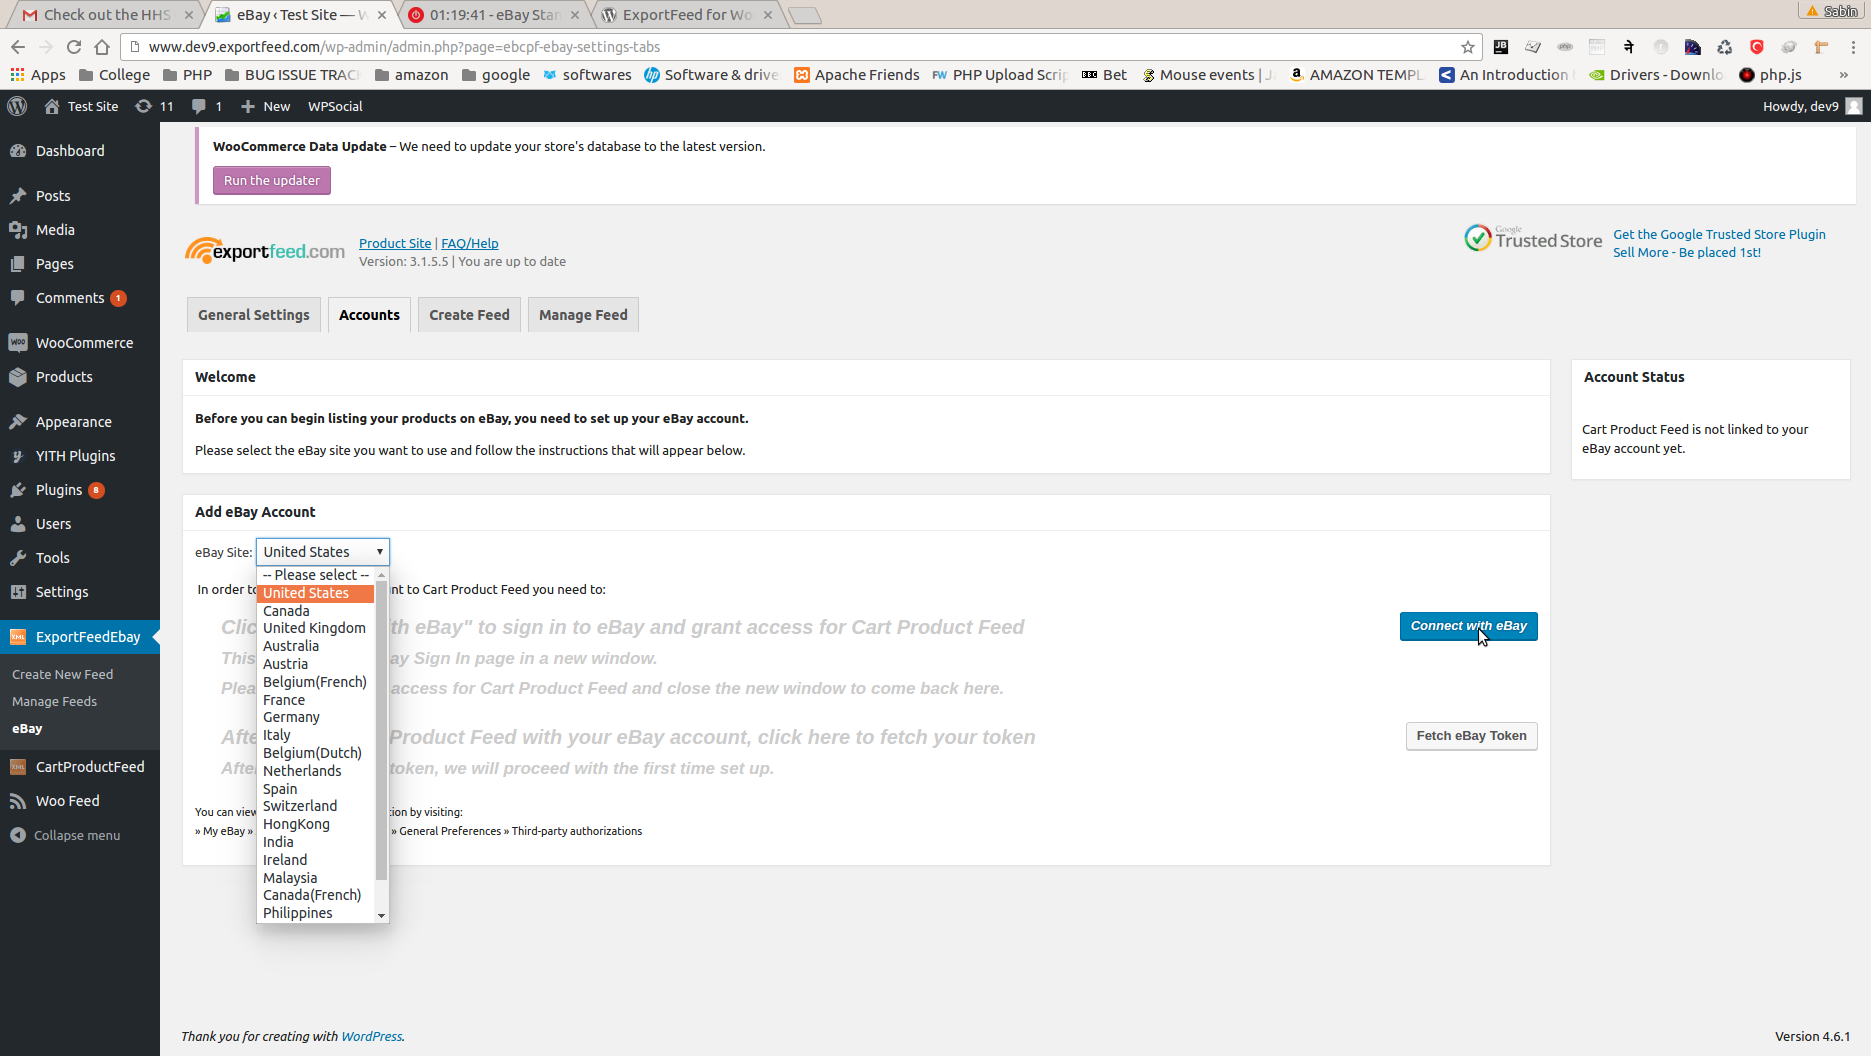 Check out the HHS
eBay ‹ Test Site —
01:19:41 - eBay Sta
ExportFeed for Wo
Sabin
www.dev9.exportfeed.com/wp-admin/admin.php?page=ebcpf-ebay-settings-tabs
Apps College PHP BUG ISSUE TRAC amazon google softwares Software & drive Apache Friends PHP Upload Scrip Bet Mouse events | J AMAZON TEMPL An Introduction Drivers - Downlo php.js »
Test Site 11 1 New WPSocial
Howdy, dev9
Dashboard
Posts
Media
Pages
Comments 1
WooCommerce
Products
Appearance
YITH Plugins
Plugins 8
Users
Tools
Settings
ExportFeedEbay
Create New Feed
Manage Feeds
eBay
CartProductFeed
Woo Feed
Collapse menu
WooCommerce Data Update – We need to update your store's database to the latest version.
Run the updater
exportfeed.com
Product Site | FAQ/Help
Version: 3.1.5.5 | You are up to date
Google
Trusted Store
Get the Google Trusted Store Plugin
Sell More - Be placed 1st!
General Settings Accounts Create Feed Manage Feed
Welcome
Before you can begin listing your products on eBay, you need to set up your eBay account.
Please select the eBay site you want to use and follow the instructions that will appear below.
Account Status
Cart Product Feed is not linked to your
eBay account yet.
Add eBay Account
eBay Site: United States
-- Please select --
United States
Canada
United Kingdom
Australia
Austria
Belgium(French)
France
Germany
Italy
Belgium(Dutch)
Netherlands
Spain
Switzerland
HongKong
India
Ireland
Malaysia
Canada(French)
Philippines
In order to nt to Cart Product Feed you need to:
Clic th eBay" to sign in to eBay and grant access for Cart Product Feed
This ay Sign In page in a new window.
Plea access for Cart Product Feed and close the new window to come back here.
Connect with eBay
Afte Product Feed with your eBay account, click here to fetch your token
After token, we will proceed with the first time set up.
Fetch eBay Token
You can view tion by visiting:
» My eBay » » General Preferences » Third-party authorizations
Thank you for creating with WordPress.
Version 4.6.1